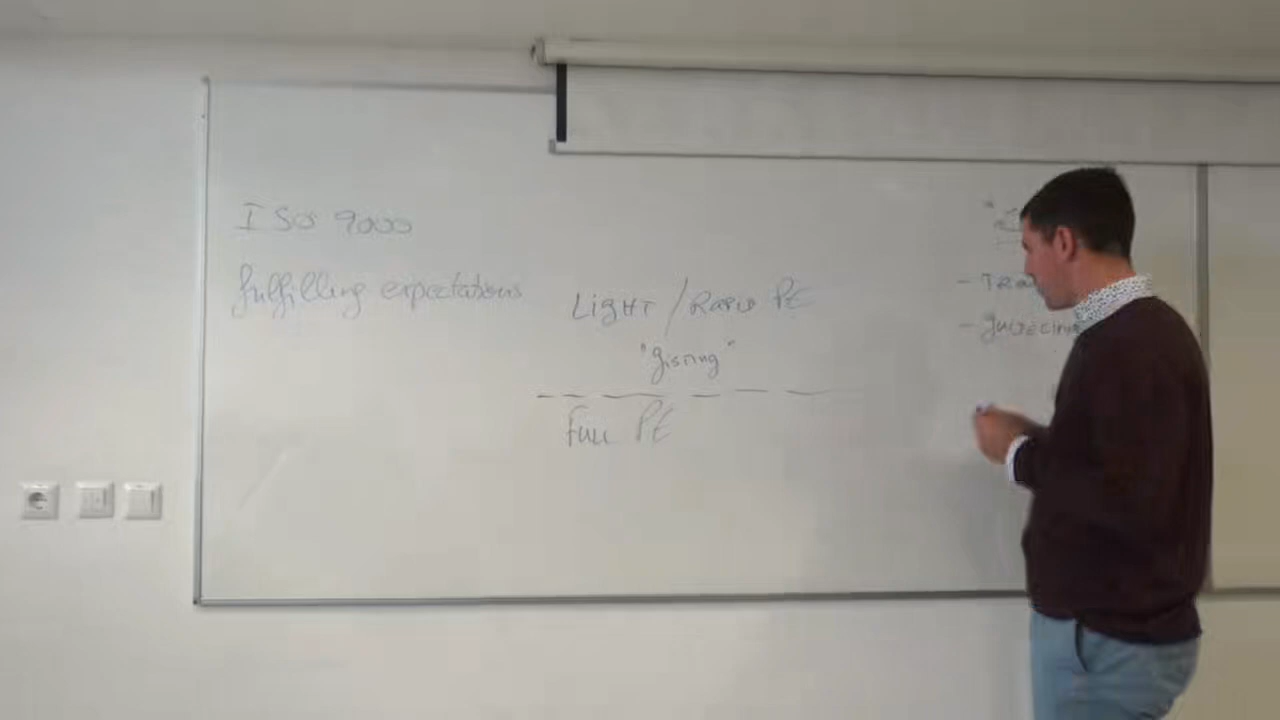 ISO 9000
fulfilling expectations
Light / Rapid PE
"gisting"
Full PE